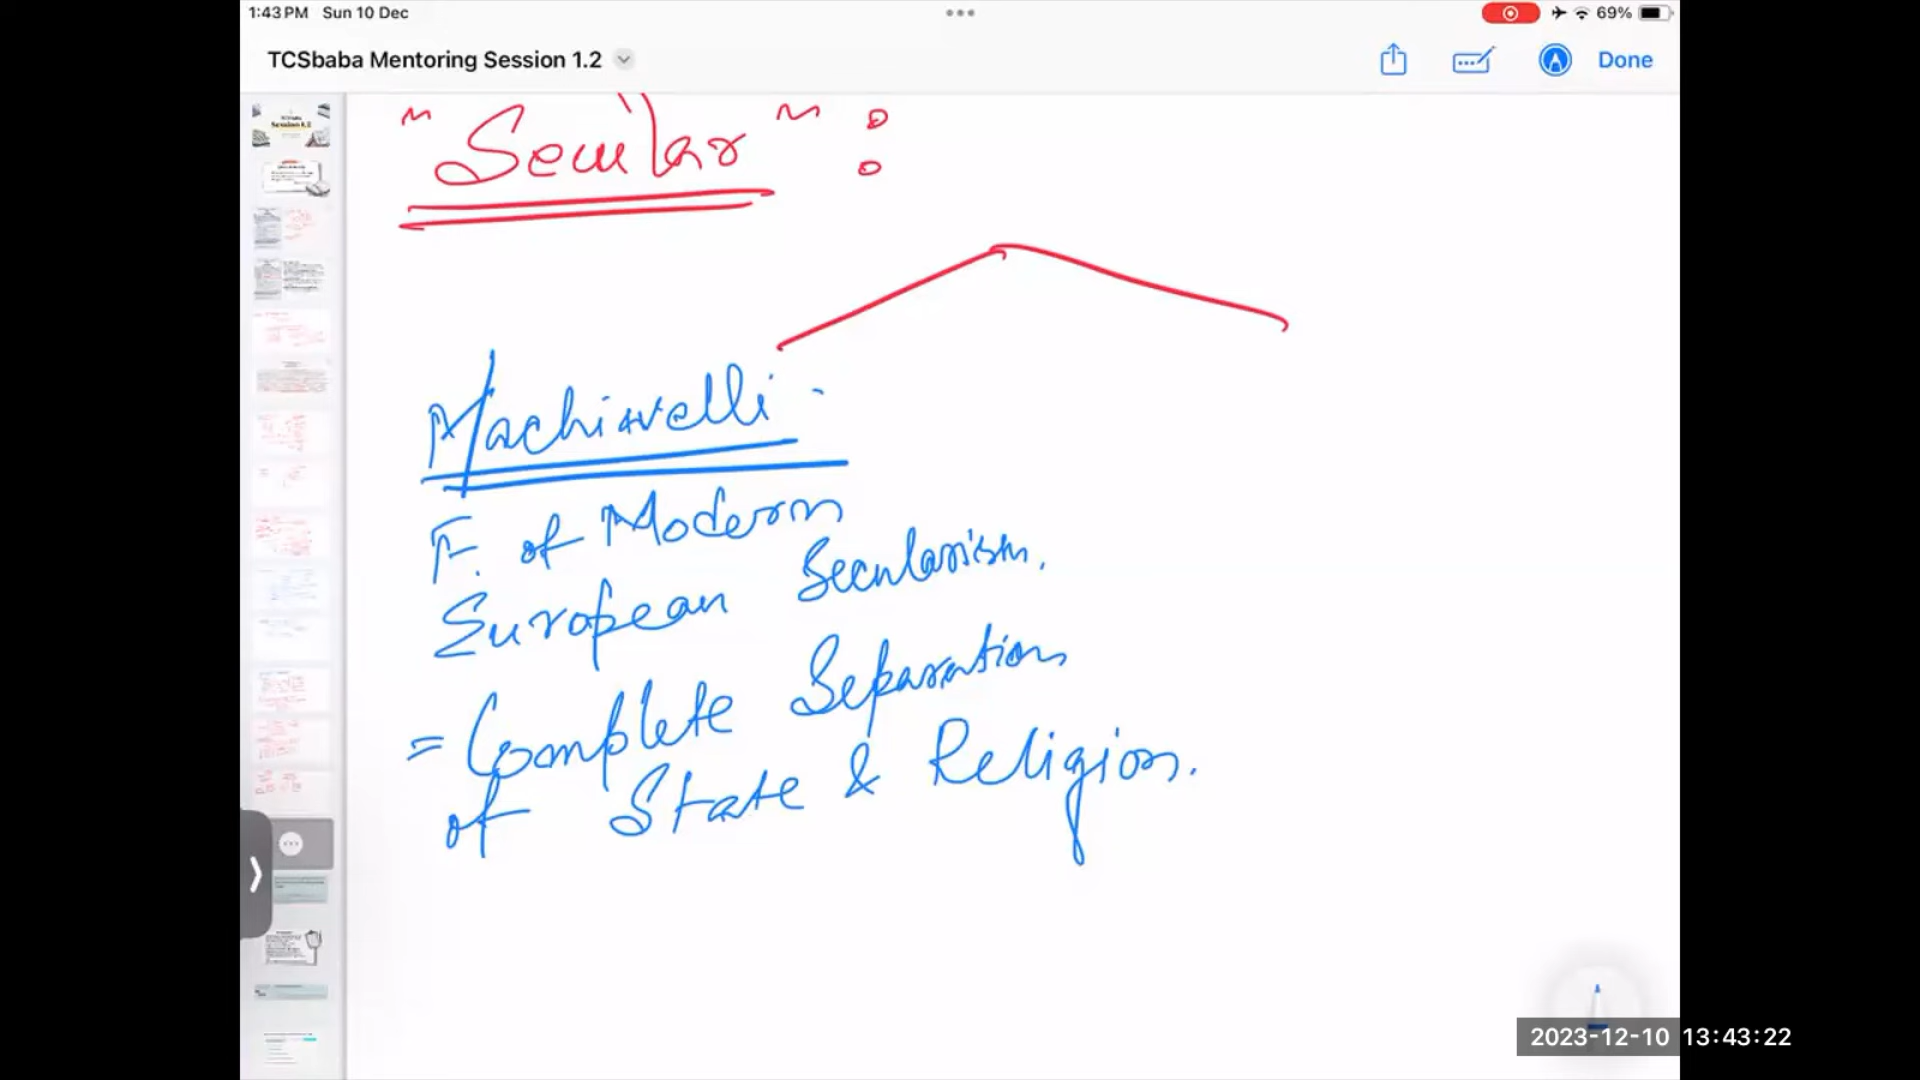 1:43 PM Sun 10 Dec
69%
TCSbaba Mentoring Session 1.2
Done
"Secular" :
Machiavelli -
F. of Modern
European Secularism.
= Complete Separation
of State & Religion.
2023-12-10 13:43:22